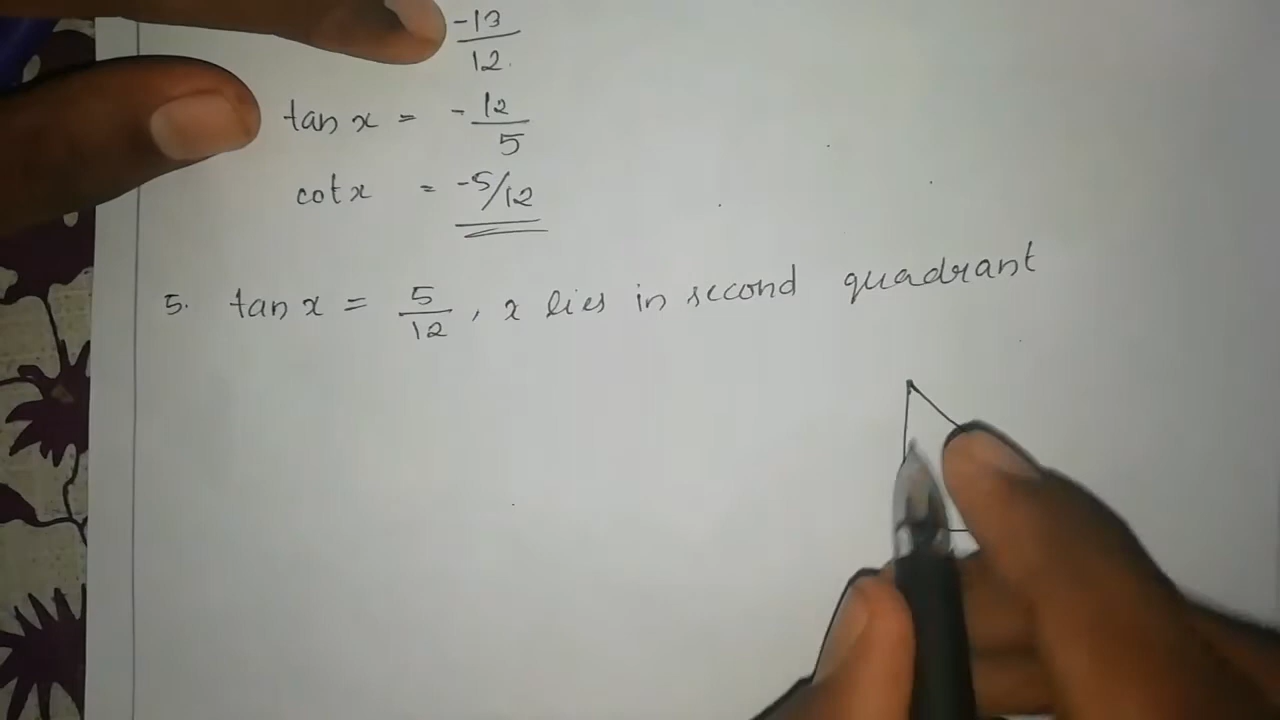 -13/12.
tan x = -12/5
cot x = -5/12
5. tan x = 5/12, x lies in second quadrant